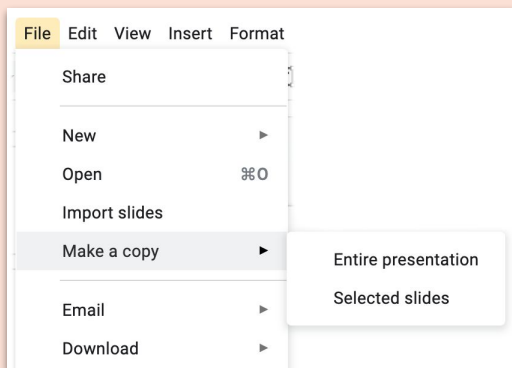 File Edit View Insert Format
Share
New
Open ⌘O
Import slides
Make a copy
Entire presentation
Selected slides
Email
Download